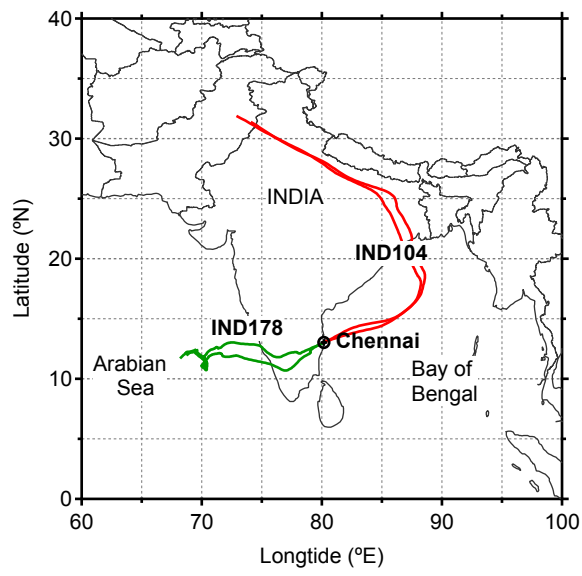 40
30
20
10
0
Latitude (ºN)
INDIA
IND104
IND178
Chennai
Arabian
Sea
Bay of
Bengal
60
70
80
90
100
Longtide (ºE)